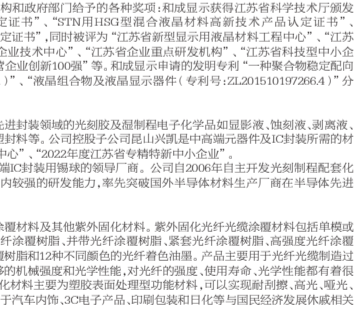 构和政府部门给予的各种奖项：和成显示获得江苏省科学技术厅颁发
定证书”、“STN用HSG型混合液晶材料高新技术产品认定证书”、
定证书”，同时被评为“江苏省新型显示用液晶材料工程中心”、“江苏
企业技术中心”、“江苏省企业重点研发机构”、“江苏省科技型中小企
营企业创新100强”等。和成显示申请的发明专利“一种聚合物稳定配向
)”、“液晶组合物及液晶显示器件（专利号：ZL201510197266.4）”分
先进封装领域的光刻胶及湿制程电子化学品如显影液、蚀刻液、剥离液、
塑封料等。公司控股子公司昆山兴凯是中高端元器件及IC封装所需的材
中心”、“2022年度江苏省专精特新中小企业”。
端IC封装用锡球的领导厂商。公司自2006年自主开发光刻制程配套化
内较强的研发能力，率先突破国外半导体材料生产厂商在半导体先进
涂覆材料及其他紫外固化材料。紫外固化光纤光缆涂覆材料包括单模或
纤涂覆树脂、并带光纤涂覆树脂、紧套光纤涂覆树脂、高强度光纤涂覆
覆树脂和12种不同颜色的光纤着色油墨。产品主要用于光纤光缆制造过
够的机械强度和光学性能，对光纤的强度、使用寿命、光学性能都有着很
化材料主要为塑胶表面处理型功能材料，可以实现耐刮擦、高光、哑光、
于汽车内饰，3C电子产品、印刷包装和日化等与国民经济发展休戚相关